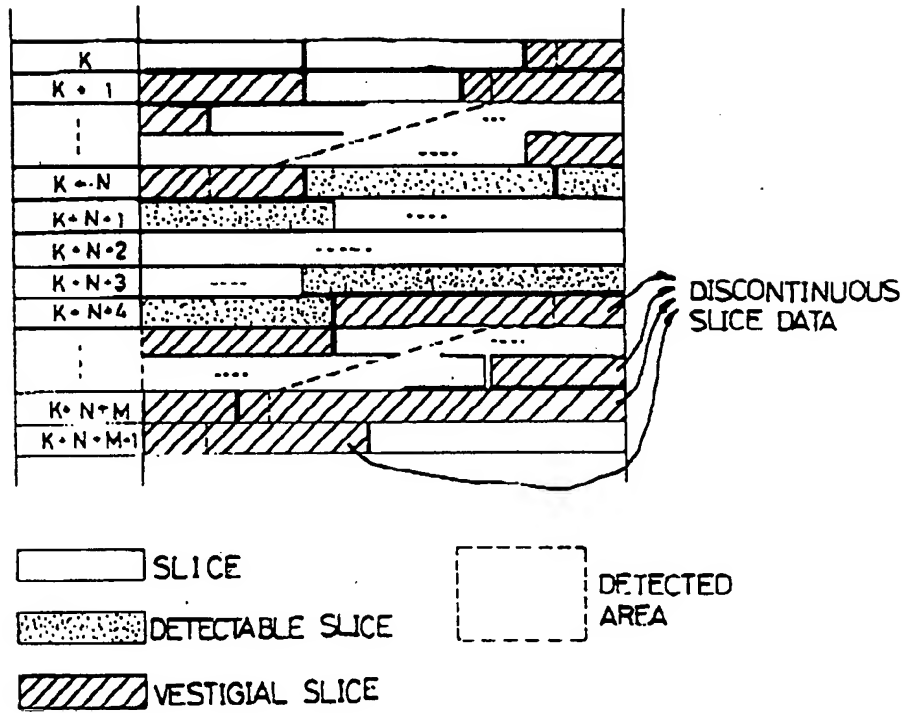 K
K + 1
K + N
K + N + 1
K + N + 2
K + N + 3
K + N + 4
K + N + M
K + N + M + 1
DISCONTINUOUS
SLICE DATA
SLICE
DETECTABLE SLICE
VESTIGIAL SLICE
DETECTED
AREA